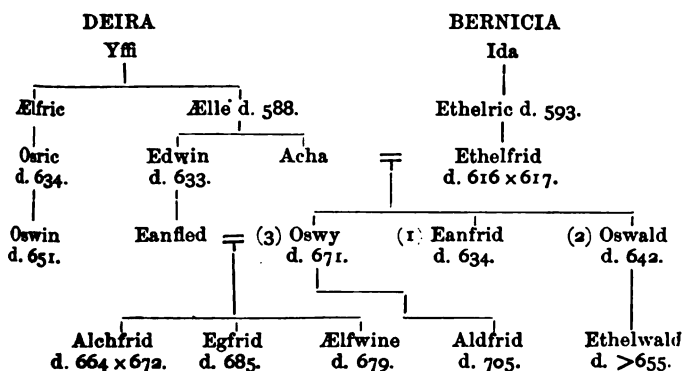 DEIRA BERNICIA
Yffi Ida
Ælfric Ælle d. 588. Ethelric d. 593.
Osric Edwin Acha = Ethelfrid
d. 634. d. 633. d. 616 × 617.
Oswin Eanfled = (3) Oswy (1) Eanfrid (2) Oswald
d. 651. d. 671. d. 634. d. 642.
Alchfrid Egfrid Ælfwine Aldfrid Ethelwald
d. 664 × 672. d. 685. d. 679. d. 705. d. >655.